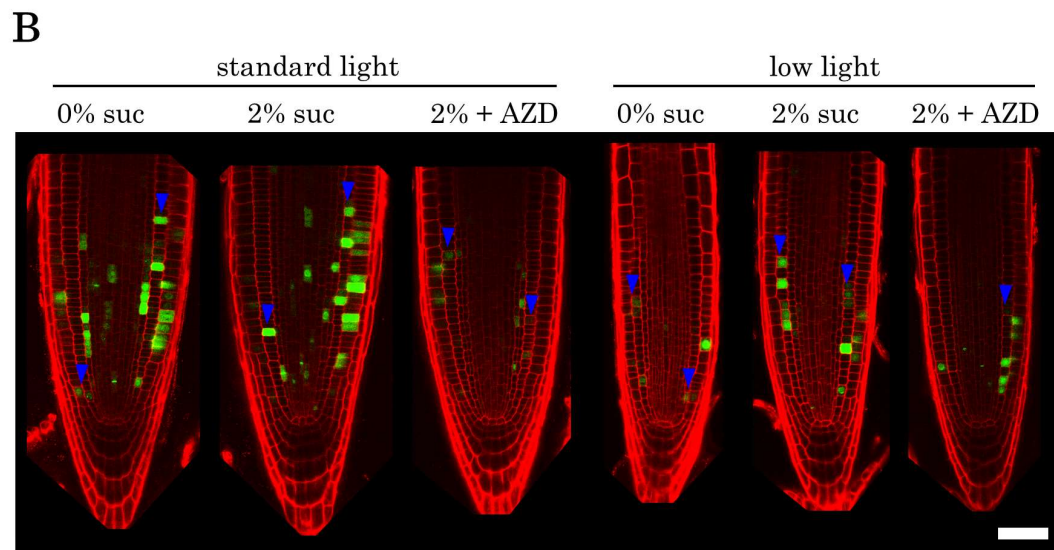 B
standard light low light
0% suc 2% suc 2% + AZD 0% suc 2% suc 2% + AZD